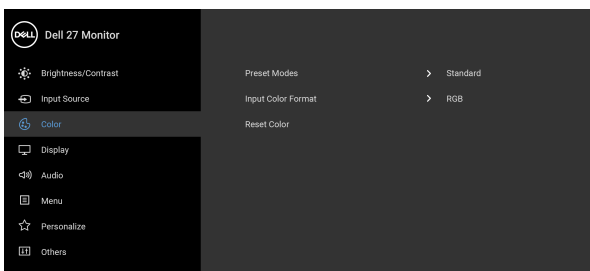 DELL Dell 27 Monitor
Brightness/Contrast
Preset Modes > Standard
Input Source
Input Color Format > RGB
Color
Reset Color
Display
Audio
Menu
Personalize
Others